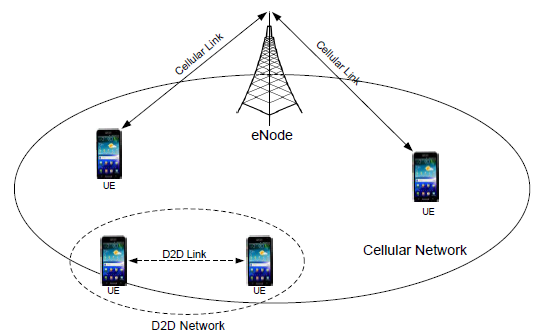 Cellular Link
Cellular Link
eNode
UE
UE
Cellular Network
D2D Link
UE
UE
D2D Network